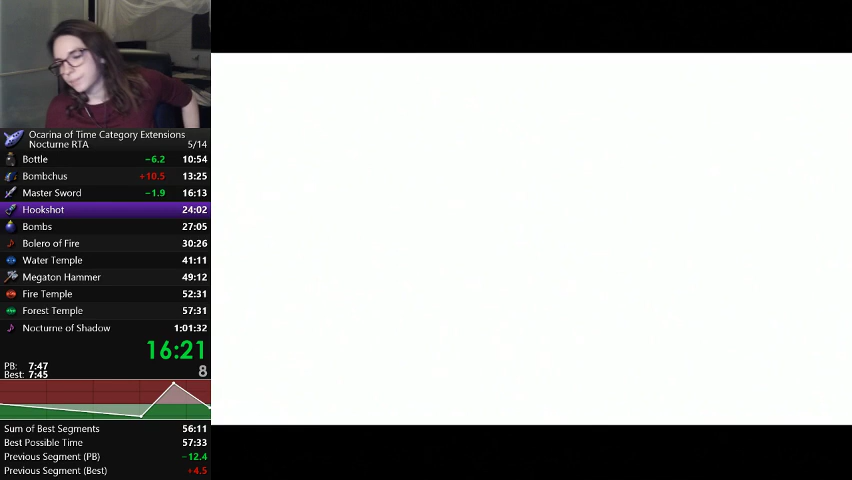 Ocarina of Time Category Extensions
Nocturne RTA 5/14
Bottle −6.2 10:54
Bombchus +10.5 13:25
Master Sword −1.9 16:13
Hookshot 24:02
Bombs 27:05
Bolero of Fire 30:26
Water Temple 41:11
Megaton Hammer 49:12
Fire Temple 52:31
Forest Temple 57:31
Nocturne of Shadow 1:01:32
16:21
PB: 7:47
Best: 7:45 8
Sum of Best Segments 56:11
Best Possible Time 57:33
Previous Segment (PB) −12.4
Previous Segment (Best) +4.5